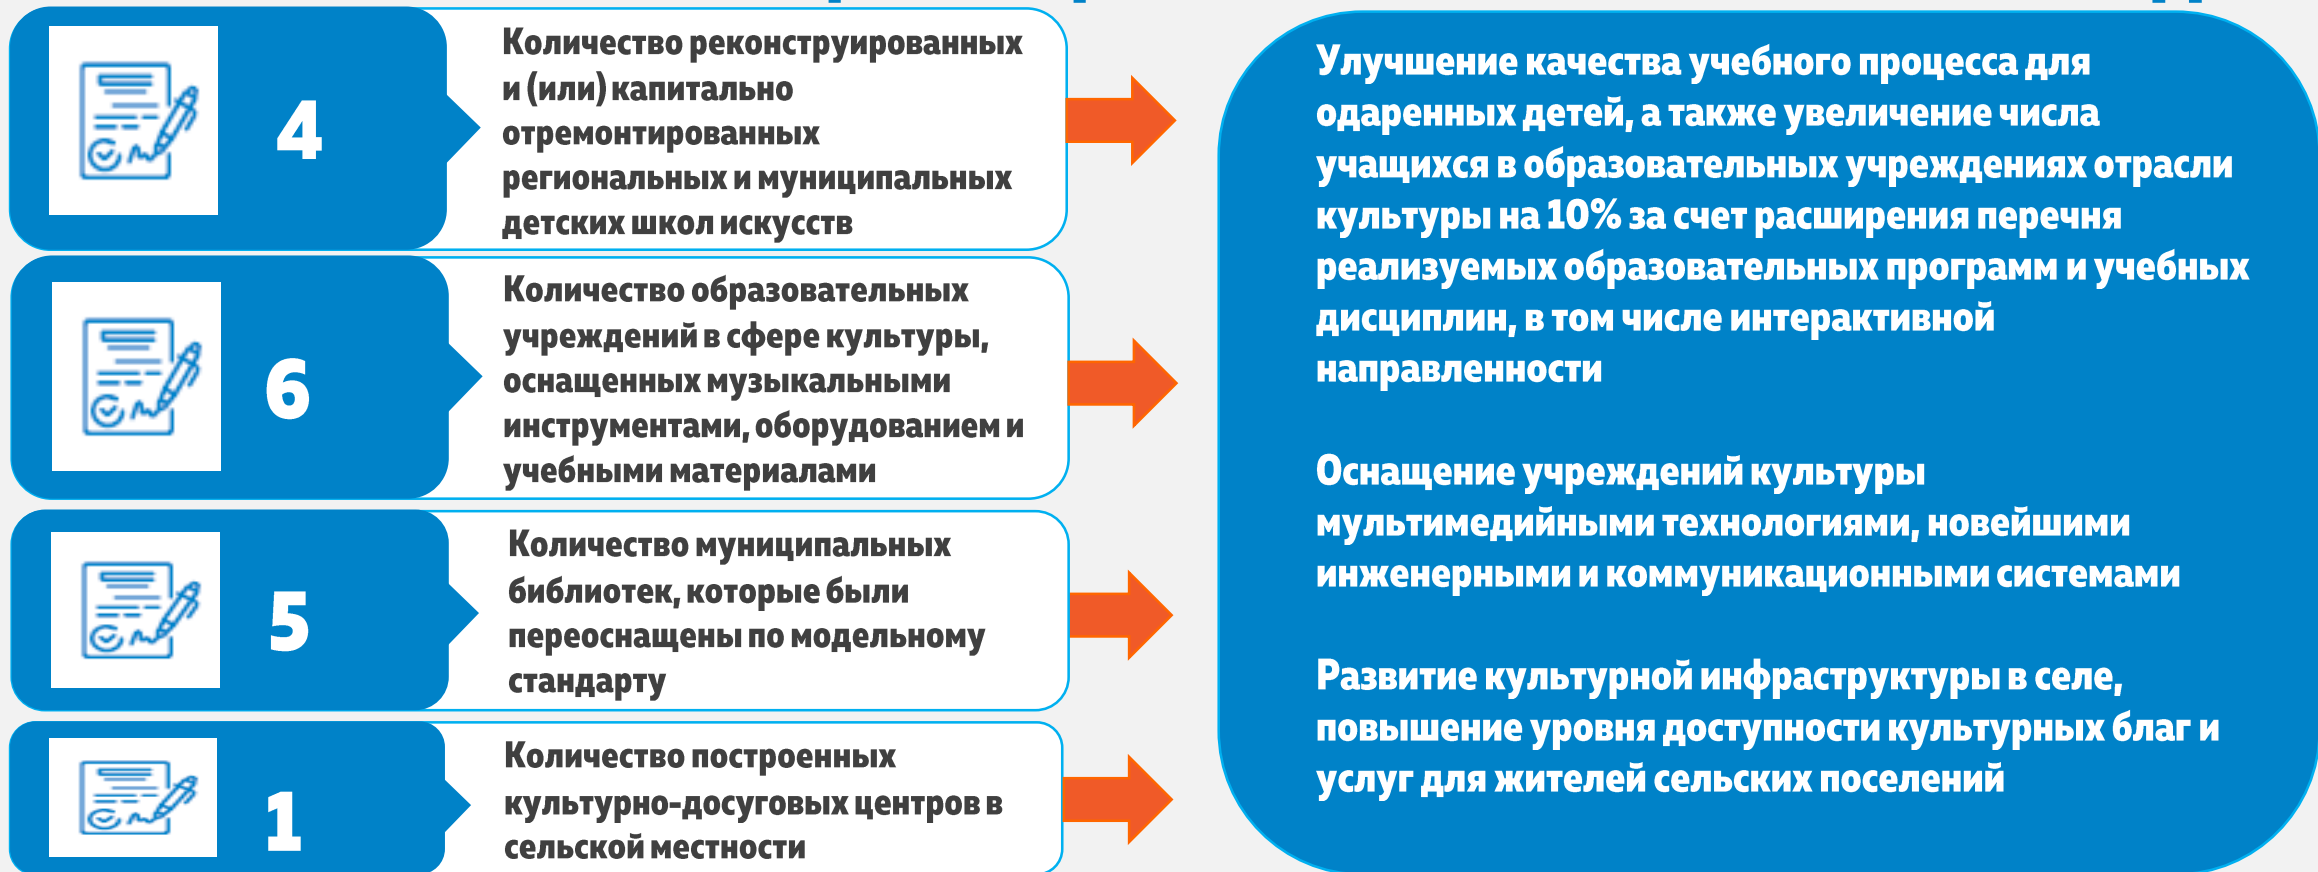 4
Количество реконструированных
и (или) капитально
отремонтированных
региональных и муниципальных
детских школ искусств
6
Количество образовательных
учреждений в сфере культуры,
оснащенных музыкальными
инструментами, оборудованием и
учебными материалами
5
Количество муниципальных
библиотек, которые были
переоснащены по модельному
стандарту
1
Количество построенных
культурно-досуговых центров в
сельской местности
Улучшение качества учебного процесса для
одаренных детей, а также увеличение числа
учащихся в образовательных учреждениях отрасли
культуры на 10% за счет расширения перечня
реализуемых образовательных программ и учебных
дисциплин, в том числе интерактивной
направленности
Оснащение учреждений культуры
мультимедийными технологиями, новейшими
инженерными и коммуникационными системами
Развитие культурной инфраструктуры в селе,
повышение уровня доступности культурных благ и
услуг для жителей сельских поселений